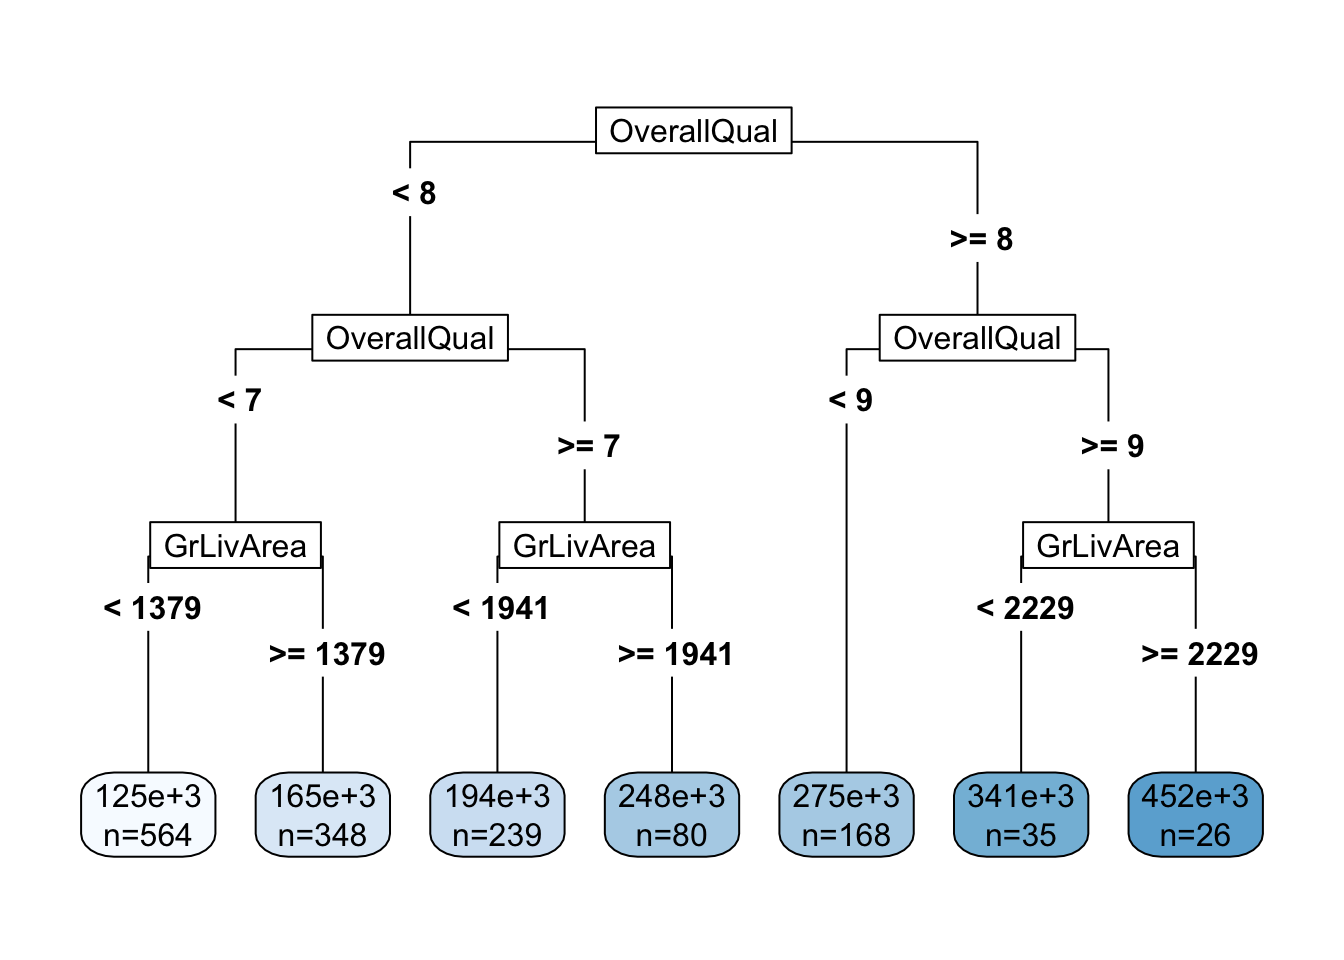 OverallQual
< 8
>= 8
OverallQual
OverallQual
< 7
< 9
>= 7
>= 9
GrLivArea
GrLivArea
GrLivArea
< 1379
< 1941
< 2229
>= 1379
>= 1941
>= 2229
125e+3
n=564
165e+3
n=348
194e+3
n=239
248e+3
n=80
275e+3
n=168
341e+3
n=35
452e+3
n=26